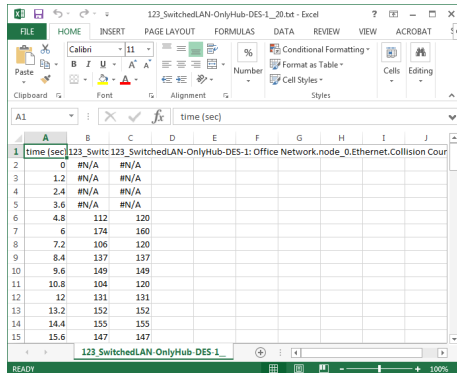 123_SwitchedLAN-OnlyHub-DES-1__20.txt - Excel
FILE HOME INSERT PAGE LAYOUT FORMULAS DATA REVIEW VIEW ACROBAT
Paste
Calibri 11
B I U A A
A
%
Number
Conditional Formatting
Format as Table
Cell Styles
Cells
Editing
Clipboard Font Alignment Styles
A1 fx time (sec)
A B C D E F G H I J
1 time (sec) 123_Switc 123_SwitchedLAN-OnlyHub-DES-1: Office Network.node_0.Ethernet.Collision Cour
2 0 #N/A #N/A
3 1.2 #N/A #N/A
4 2.4 #N/A #N/A
5 3.6 #N/A #N/A
6 4.8 112 120
7 6 174 160
8 7.2 106 120
9 8.4 137 137
10 9.6 149 149
11 10.8 104 120
12 12 131 131
13 13.2 152 152
14 14.4 155 155
15 15.6 147 147
123_SwitchedLAN-OnlyHub-DES-1__
READY 100%